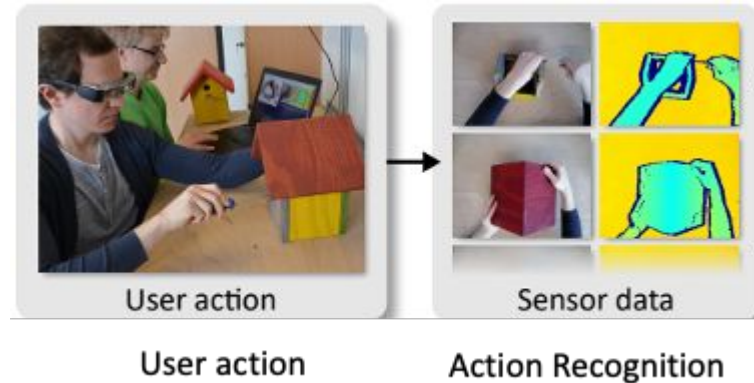 User action
Sensor data
User action
Action Recognition